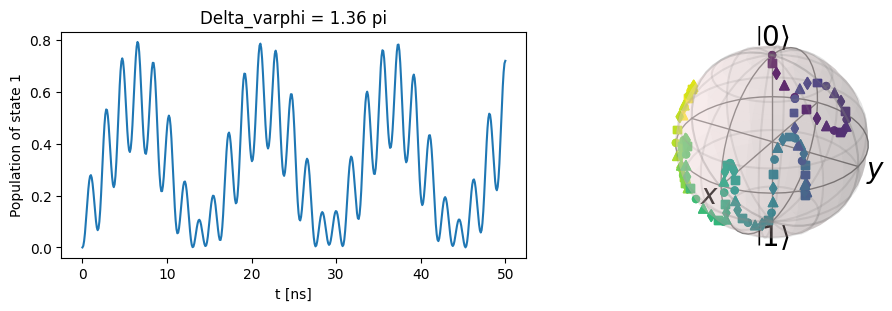 Delta_varphi = 1.36 pi
Population of state 1
0.8
0.6
0.4
0.2
0.0
0 10 20 30 40 50
t [ns]
|0⟩
y
x
|1⟩